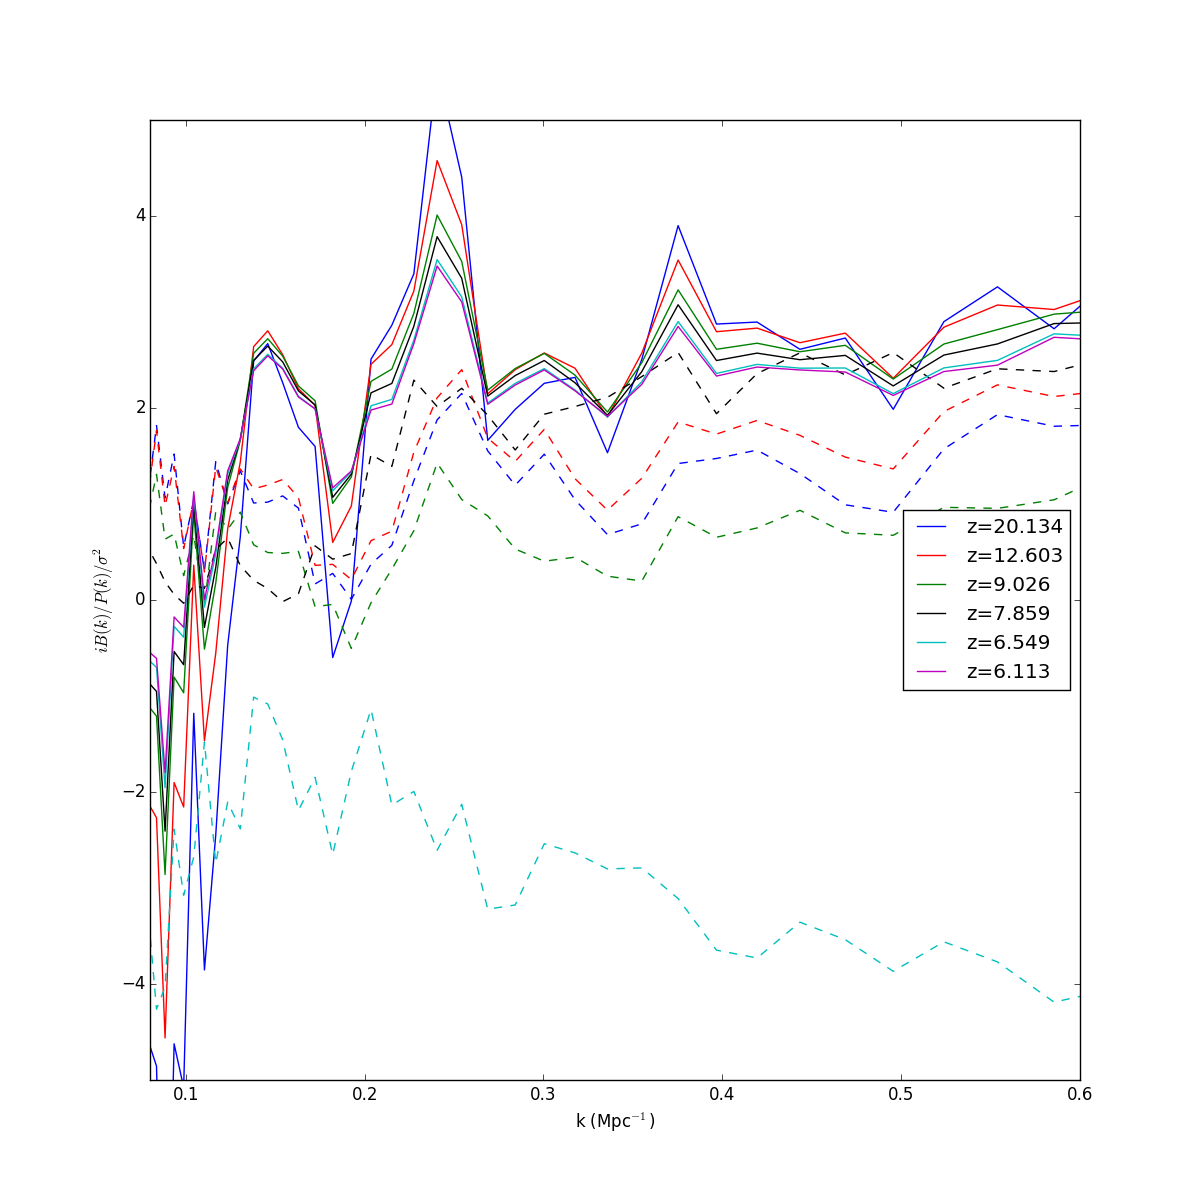 4
2
0
−2
−4
iB(k)/P(k)/σ²
0.1 0.2 0.3 0.4 0.5 0.6
k (Mpc⁻¹)
z=20.134
z=12.603
z=9.026
z=7.859
z=6.549
z=6.113